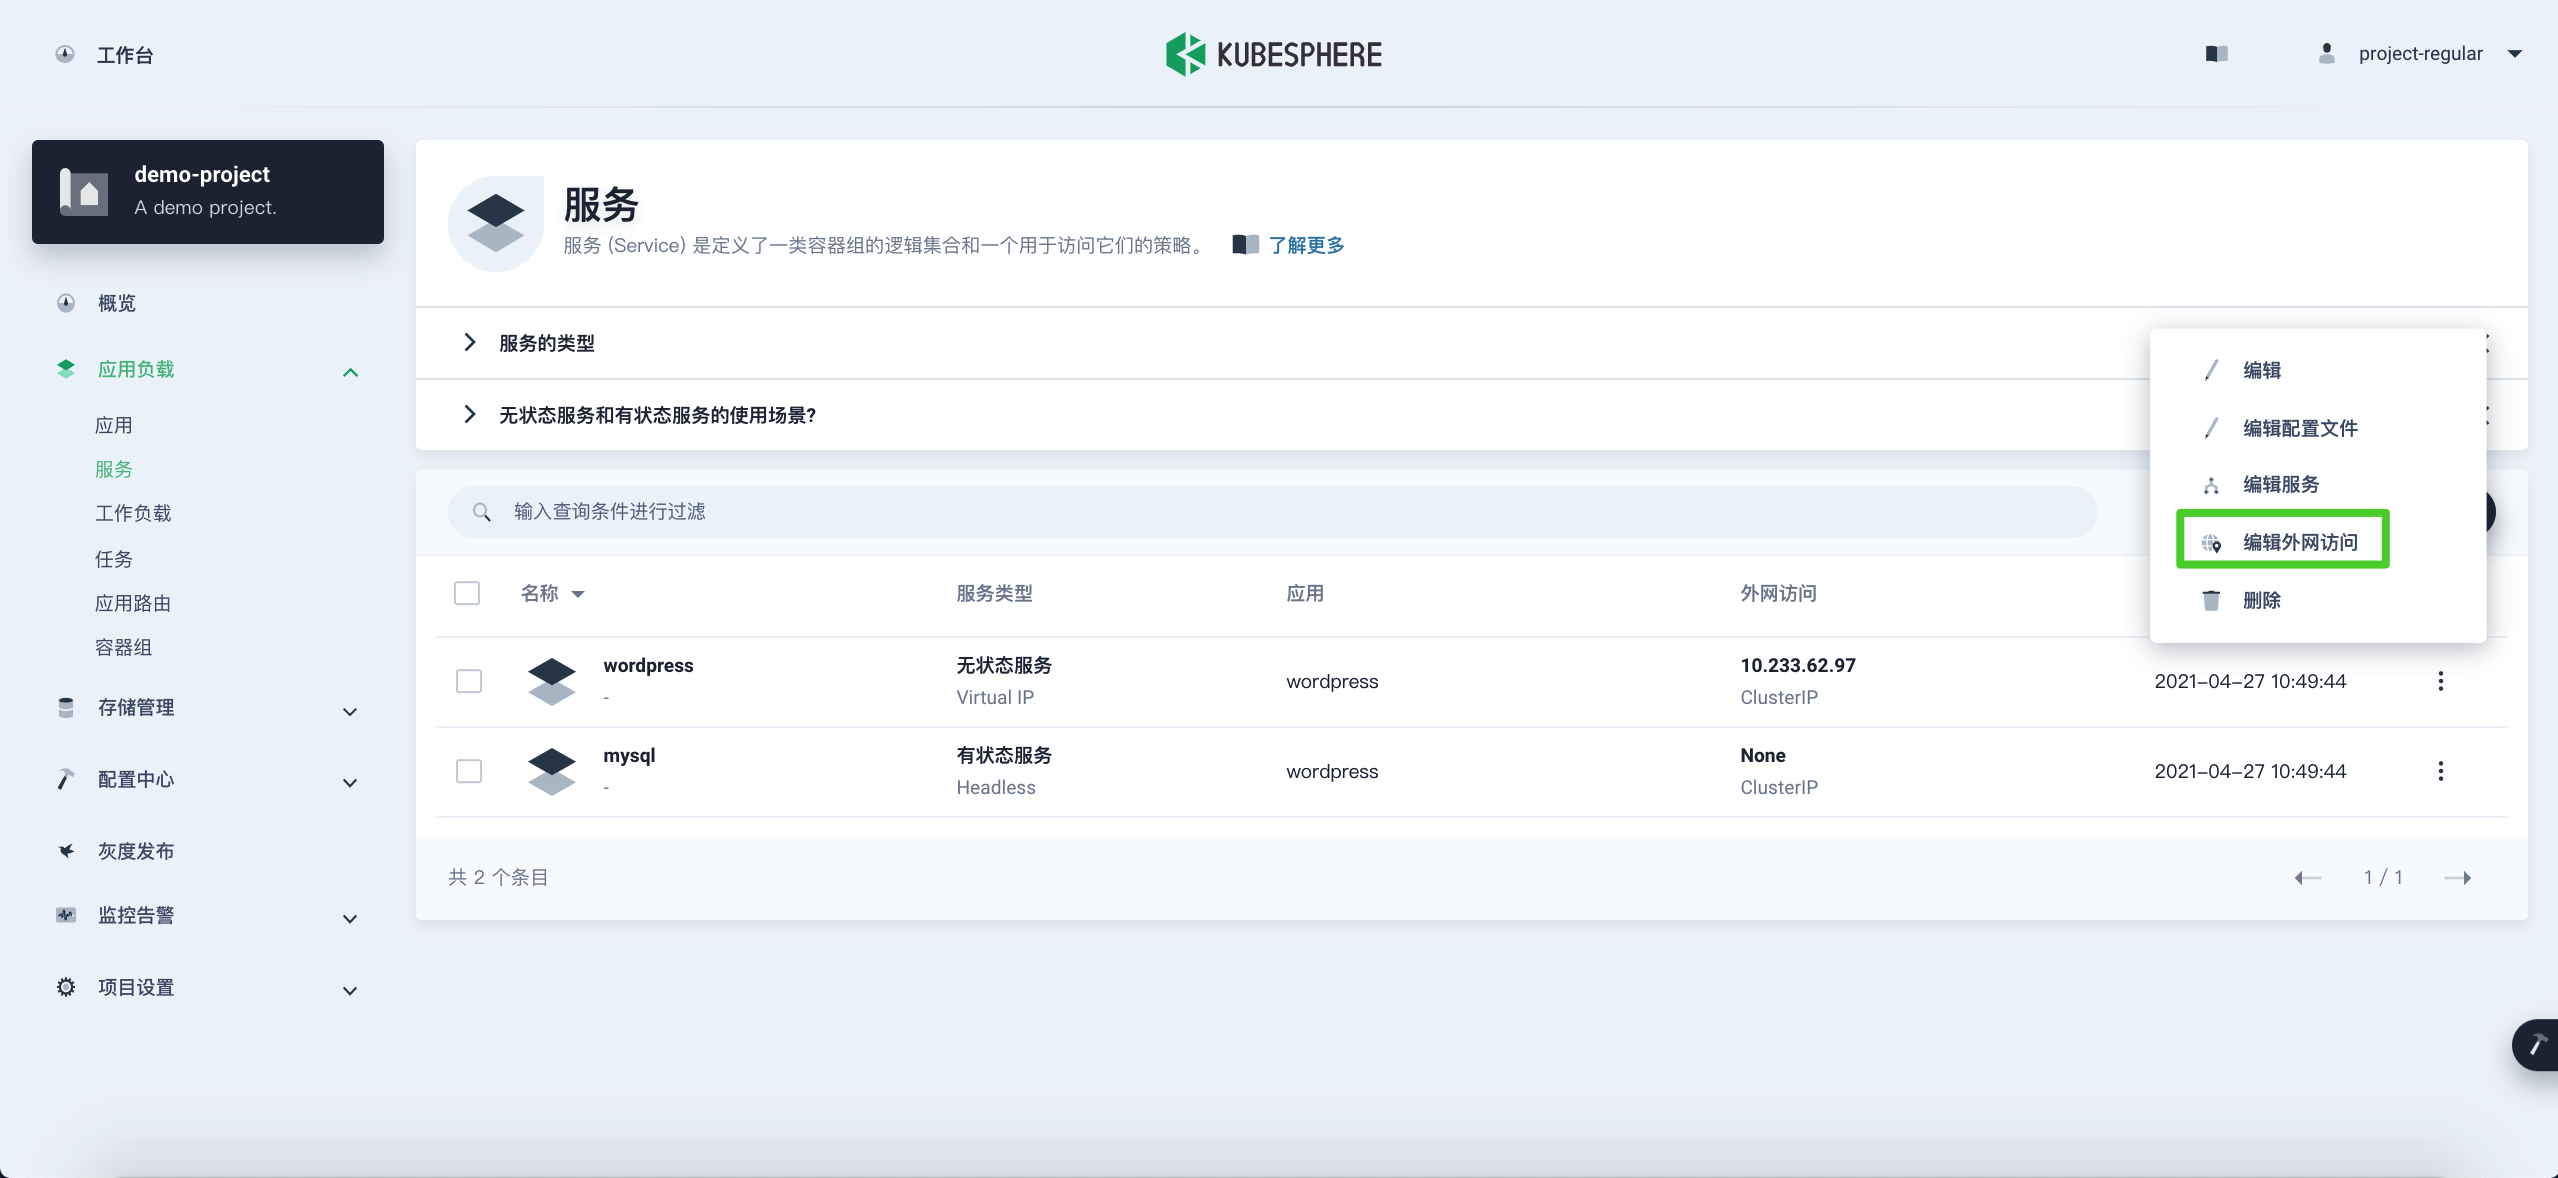 工作台
KUBESPHERE
project-regular
demo-project
A demo project.
概览
应用负载
应用
服务
工作负载
任务
应用路由
容器组
存储管理
配置中心
灰度发布
监控告警
项目设置
服务
服务 (Service) 是定义了一类容器组的逻辑集合和一个用于访问它们的策略。 了解更多
服务的类型
无状态服务和有状态服务的使用场景?
输入查询条件进行过滤
编辑
编辑配置文件
编辑服务
编辑外网访问
删除
名称 服务类型 应用 外网访问
wordpress 无状态服务 wordpress 10.233.62.97 2021-04-27 10:49:44
- Virtual IP ClusterIP
mysql 有状态服务 wordpress None 2021-04-27 10:49:44
- Headless ClusterIP
共 2 个条目 1 / 1